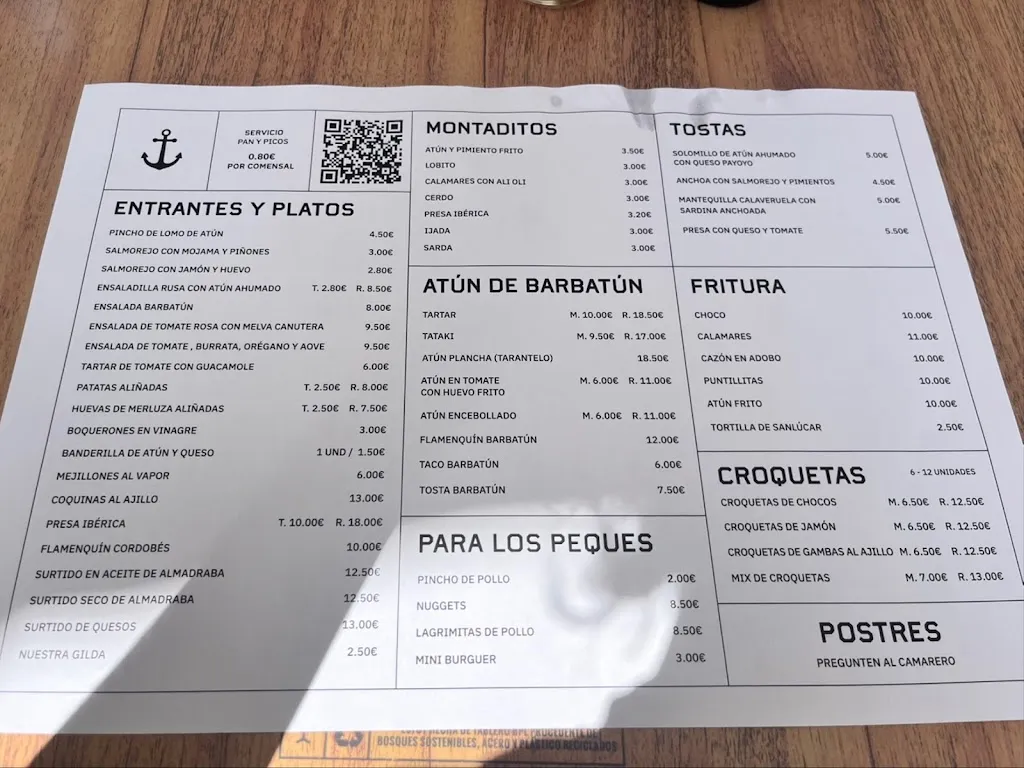 SERVICIO
PAN Y PICOS
0.80€
POR COMENSAL
ENTRANTES Y PLATOS
PINCHO DE LOMO DE ATÚN 4.50€
SALMOREJO CON MOJAMA Y PIÑONES 3.00€
SALMOREJO CON JAMÓN Y HUEVO 2.80€
ENSALADILLA RUSA CON ATÚN AHUMADO T. 2.80€ R. 8.50€
ENSALADA BARBATÚN 8.00€
ENSALADA DE TOMATE ROSA CON MELVA CANUTERA 9.50€
ENSALADA DE TOMATE , BURRATA, ORÉGANO Y AOVE 9.50€
TARTAR DE TOMATE CON GUACAMOLE 6.00€
PATATAS ALIÑADAS T. 2.50€ R. 8.00€
HUEVAS DE MERLUZA ALIÑADAS T. 2.50€ R. 7.50€
BOQUERONES EN VINAGRE 3.00€
BANDERILLA DE ATÚN Y QUESO 1 UND / 1.50€
MEJILLONES AL VAPOR 6.00€
COQUINAS AL AJILLO 13.00€
PRESA IBÉRICA T. 10.00€ R. 18.00€
FLAMENQUÍN CORDOBÉS 10.00€
SURTIDO EN ACEITE DE ALMADRABA 12.50€
SURTIDO SECO DE ALMADRABA 12.50€
SURTIDO DE QUESOS 13.00€
NUESTRA GILDA 2.50€
MONTADITOS
ATÚN Y PIMIENTO FRITO 3.50€
LOBITO 3.00€
CALAMARES CON ALI OLI 3.00€
CERDO 3.00€
PRESA IBÉRICA 3.20€
IJADA 3.00€
SARDA 3.00€
ATÚN DE BARBATÚN
TARTAR M. 10.00€ R. 18.50€
TATAKI M. 9.50€ R. 17.00€
ATÚN PLANCHA (TARANTELO) 18.50€
ATÚN EN TOMATE M. 6.00€ R. 11.00€
CON HUEVO FRITO
ATÚN ENCEBOLLADO M. 6.00€ R. 11.00€
FLAMENQUÍN BARBATÚN 12.00€
TACO BARBATÚN 6.00€
TOSTA BARBATÚN 7.50€
PARA LOS PEQUES
PINCHO DE POLLO 2.00€
NUGGETS 8.50€
LAGRIMITAS DE POLLO 8.50€
MINI BURGUER 3.00€
TOSTAS
SOLOMILLO DE ATÚN AHUMADO 5.00€
CON QUESO PAYOYO
ANCHOA CON SALMOREJO Y PIMIENTOS 4.50€
MANTEQUILLA CALAVERUELA CON 5.00€
SARDINA ANCHOADA
PRESA CON QUESO Y TOMATE 5.50€
FRITURA
CHOCO 10.00€
CALAMARES 11.00€
CAZÓN EN ADOBO 10.00€
PUNTILLITAS 10.00€
ATÚN FRITO 10.00€
TORTILLA DE SANLÚCAR 2.50€
CROQUETAS 6 - 12 UNIDADES
CROQUETAS DE CHOCOS M. 6.50€ R. 12.50€
CROQUETAS DE JAMÓN M. 6.50€ R. 12.50€
CROQUETAS DE GAMBAS AL AJILLO M. 6.50€ R. 12.50€
MIX DE CROQUETAS M. 7.00€ R. 13.00€
POSTRES
PREGUNTEN AL CAMARERO
PROCEDENTE DE
BOSQUES SOSTENIBLES, ACERO Y PLÁSTICO RECICLADOS